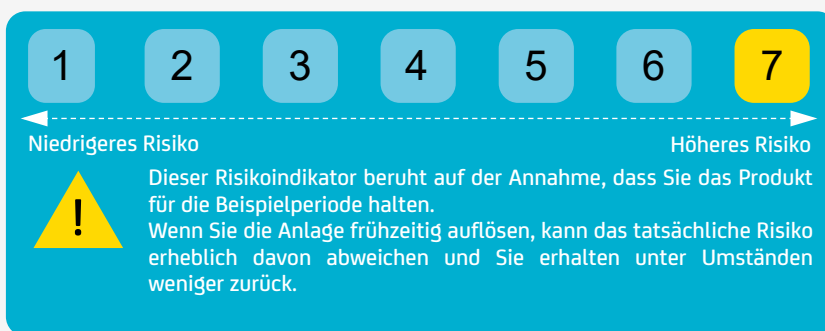 1 2 3 4 5 6 7
Niedrigeres Risiko Höheres Risiko
! Dieser Risikoindikator beruht auf der Annahme, dass Sie das Produkt
für die Beispielperiode halten.
Wenn Sie die Anlage frühzeitig auflösen, kann das tatsächliche Risiko
erheblich davon abweichen und Sie erhalten unter Umständen
weniger zurück.